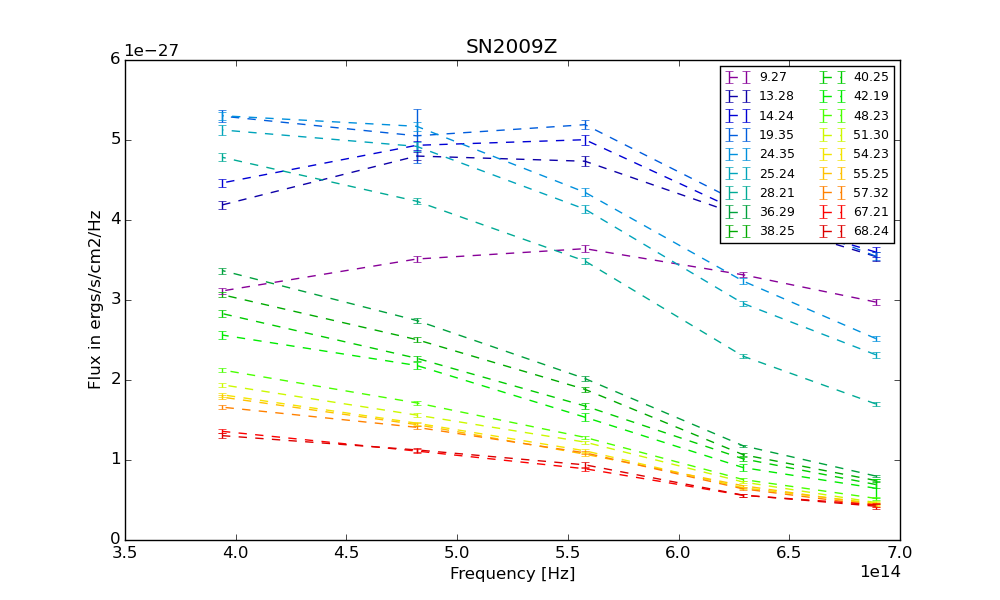 SN2009Z
1e−27
6
5
4
3
2
1
0
Flux in ergs/s/cm2/Hz
9.27 40.25
13.28 42.19
14.24 48.23
19.35 51.30
24.35 54.23
25.24 55.25
28.21 57.32
36.29 67.21
38.25 68.24
3.5 4.0 4.5 5.0 5.5 6.0 6.5 7.0
Frequency [Hz]
1e14